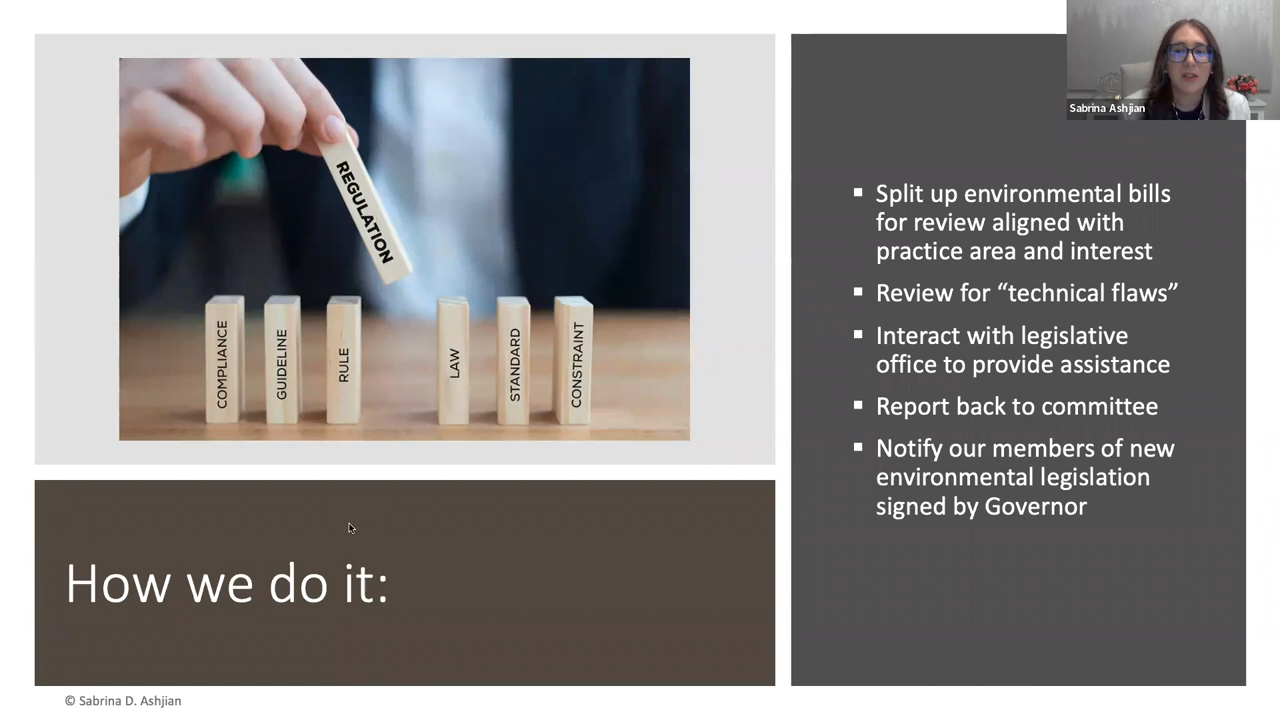 Sabrina Ashjian
REGULATION
COMPLIANCE
GUIDELINE
RULE
LAW
STANDARD
CONSTRAINT
Split up environmental bills
for review aligned with
practice area and interest
Review for “technical flaws”
Interact with legislative
office to provide assistance
Report back to committee
Notify our members of new
environmental legislation
signed by Governor
How we do it:
© Sabrina D. Ashjian